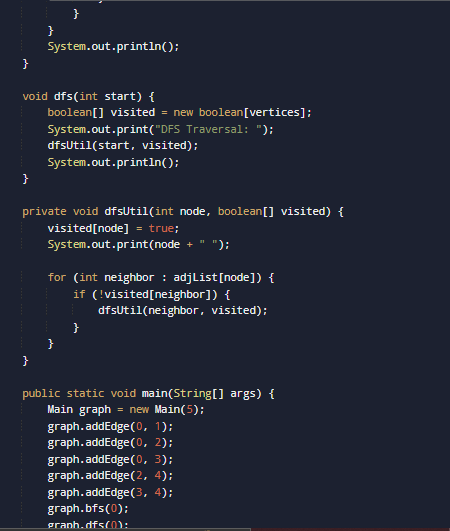 }
}
System.out.println();
}
void dfs(int start) {
boolean[] visited = new boolean[vertices];
System.out.print("DFS Traversal: ");
dfsUtil(start, visited);
System.out.println();
}
private void dfsUtil(int node, boolean[] visited) {
visited[node] = true;
System.out.print(node + " ");
for (int neighbor : adjList[node]) {
if (!visited[neighbor]) {
dfsUtil(neighbor, visited);
}
}
}
public static void main(String[] args) {
Main graph = new Main(5);
graph.addEdge(0, 1);
graph.addEdge(0, 2);
graph.addEdge(0, 3);
graph.addEdge(2, 4);
graph.addEdge(3, 4);
graph.bfs(0);
graph.dfs(0);